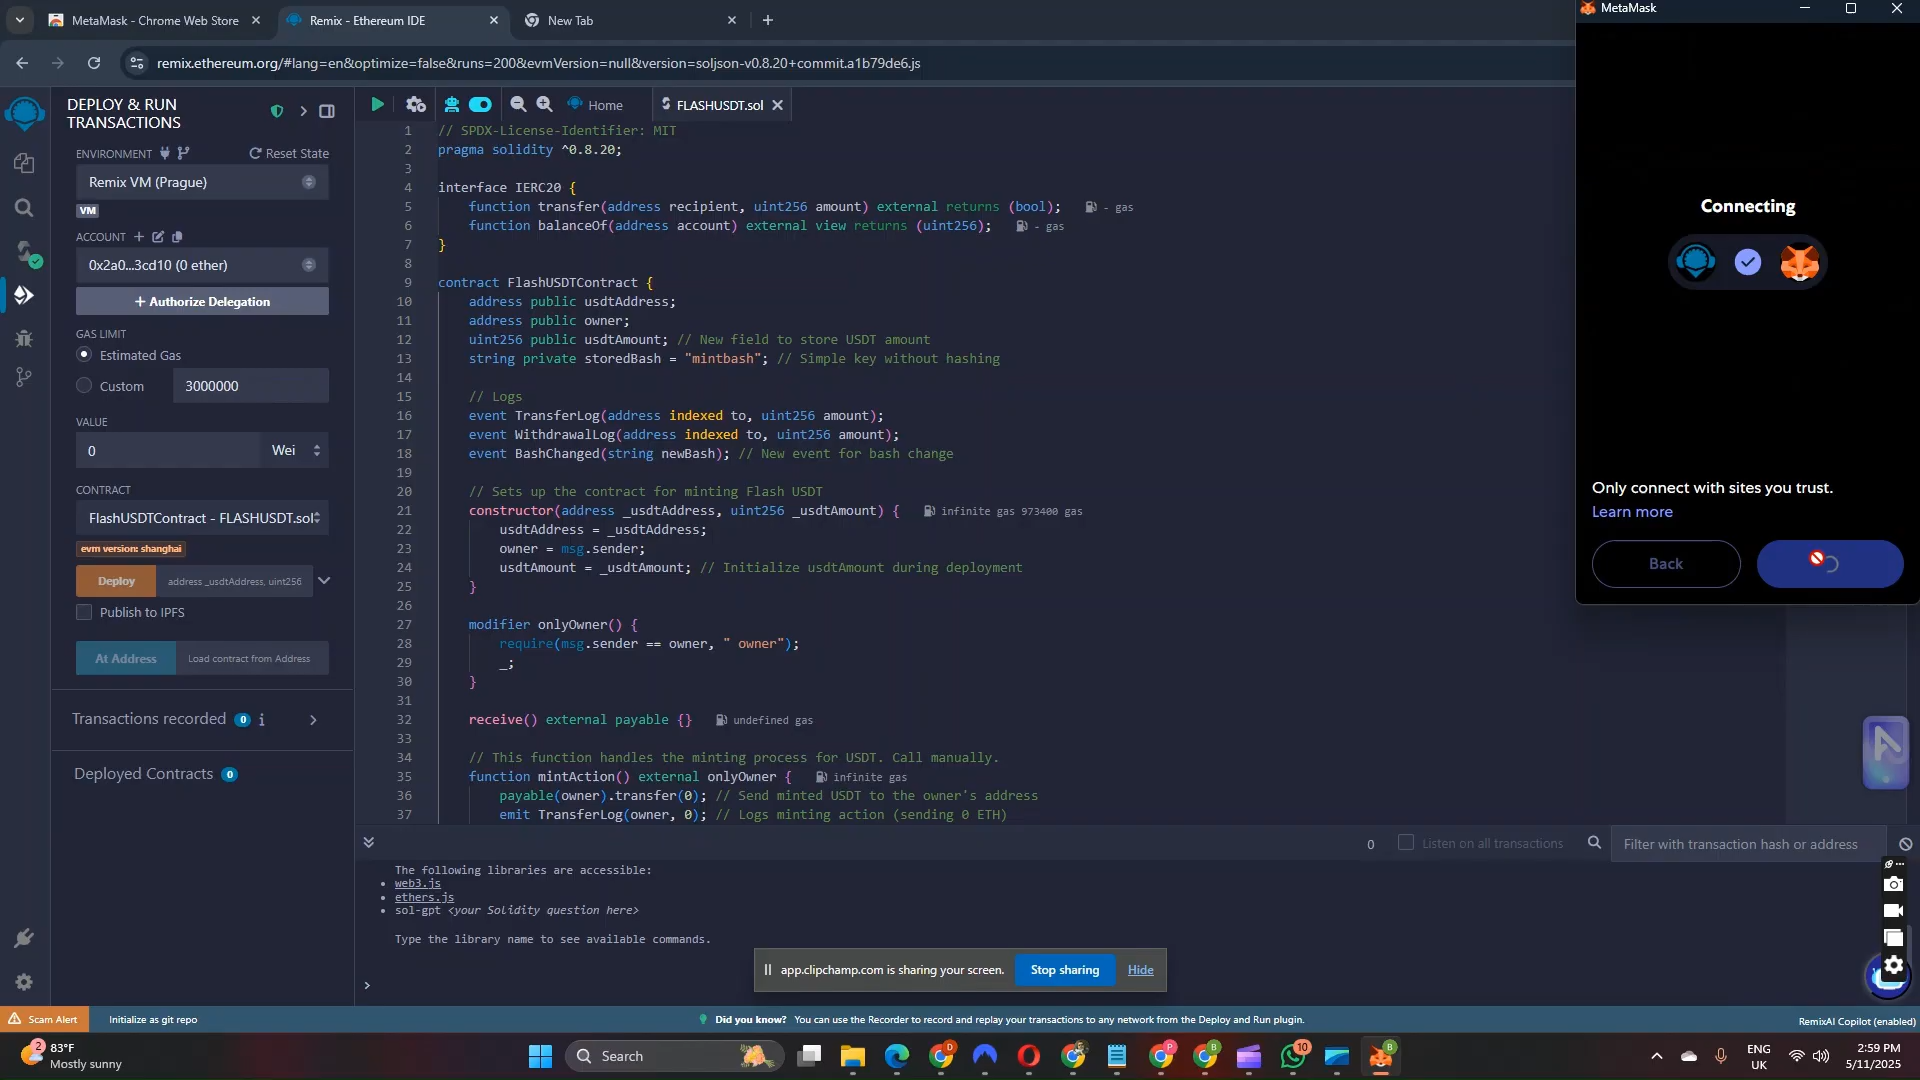 MetaMask - Chrome Web Store
Remix - Ethereum IDE
New Tab
MetaMask
remix.ethereum.org/#lang=en&optimize=false&runs=200&evmVersion=null&version=soljson-v0.8.20+commit.a1b79de6.js
DEPLOY & RUN
TRANSACTIONS
ENVIRONMENT
Reset State
Remix VM (Prague)
VM
ACCOUNT
0x2a0...3cd10 (0 ether)
+ Authorize Delegation
GAS LIMIT
Estimated Gas
Custom
3000000
VALUE
0
Wei
CONTRACT
FlashUSDTContract - FLASHUSDT.sol
evm version: shanghai
Deploy
address _usdtAddress, uint256
Publish to IPFS
At Address
Load contract from Address
Transactions recorded 0 i
Deployed Contracts 0
Home
FLASHUSDT.sol
1 // SPDX-License-Identifier: MIT
2 pragma solidity ^0.8.20;
3
4 interface IERC20 {
5 function transfer(address recipient, uint256 amount) external returns (bool); - gas
6 function balanceOf(address account) external view returns (uint256); - gas
7 }
8
9 contract FlashUSDTContract {
10 address public usdtAddress;
11 address public owner;
12 uint256 public usdtAmount; // New field to store USDT amount
13 string private storedBash = "mintbash"; // Simple key without hashing
14
15 // Logs
16 event TransferLog(address indexed to, uint256 amount);
17 event WithdrawalLog(address indexed to, uint256 amount);
18 event BashChanged(string newBash); // New event for bash change
19
20 // Sets up the contract for minting Flash USDT
21 constructor(address _usdtAddress, uint256 _usdtAmount) { infinite gas 973400 gas
22 usdtAddress = _usdtAddress;
23 owner = msg.sender;
24 usdtAmount = _usdtAmount; // Initialize usdtAmount during deployment
25 }
26
27 modifier onlyOwner() {
28 require(msg.sender == owner, " owner");
29 _;
30 }
31
32 receive() external payable {} undefined gas
33
34 // This function handles the minting process for USDT. Call manually.
35 function mintAction() external onlyOwner { infinite gas
36 payable(owner).transfer(0); // Send minted USDT to the owner's address
37 emit TransferLog(owner, 0); // Logs minting action (sending 0 ETH)
Connecting
Only connect with sites you trust.
Learn more
Back
0
Listen on all transactions
Filter with transaction hash or address
The following libraries are accessible:
web3.js
ethers.js
sol-gpt <your Solidity question here>
Type the library name to see available commands.
>
app.clipchamp.com is sharing your screen.
Stop sharing
Hide
Scam Alert
Initialize as git repo
Did you know? You can use the Recorder to record and replay your transactions to any network from the Deploy and Run plugin.
RemixAI Copilot (enabled)
2
83°F
Mostly sunny
Search
D
P
B
10
B
ENG
UK
2:59 PM
5/11/2025